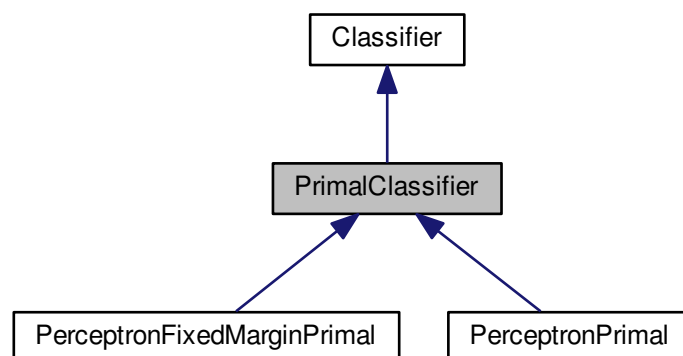 Classifier
PrimalClassifier
PerceptronFixedMarginPrimal
PerceptronPrimal